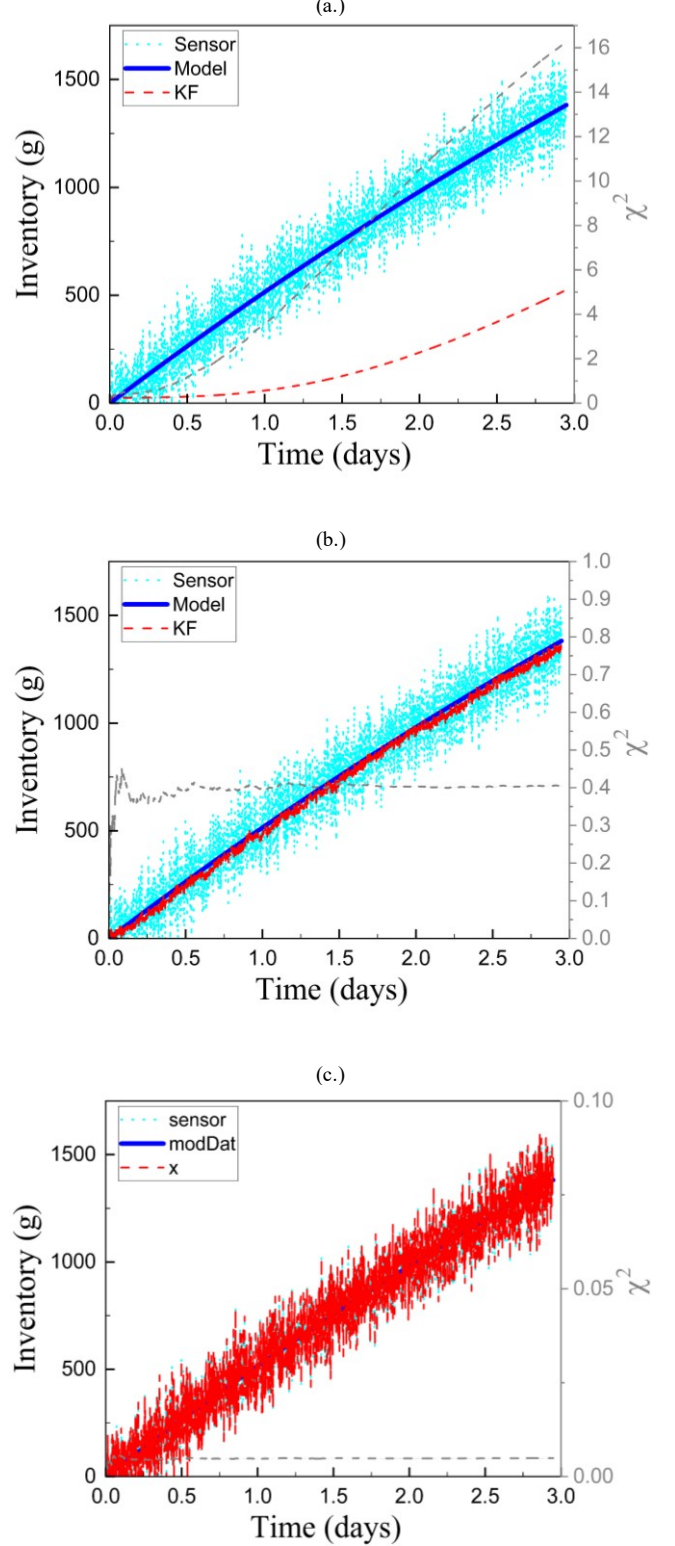 (a.)
Sensor
Model
KF
Inventory (g)
1500
1000
500
0
16
14
12
10
8
6
4
2
0
χ²
0.0 0.5 1.0 1.5 2.0 2.5 3.0
Time (days)
(b.)
Sensor
Model
KF
Inventory (g)
1500
1000
500
0
1.0
0.9
0.8
0.7
0.6
0.5
0.4
0.3
0.2
0.1
0.0
χ²
0.0 0.5 1.0 1.5 2.0 2.5 3.0
Time (days)
(c.)
sensor
modDat
x
Inventory (g)
1500
1000
500
0
0.10
0.05
0.00
χ²
0.0 0.5 1.0 1.5 2.0 2.5 3.0
Time (days)